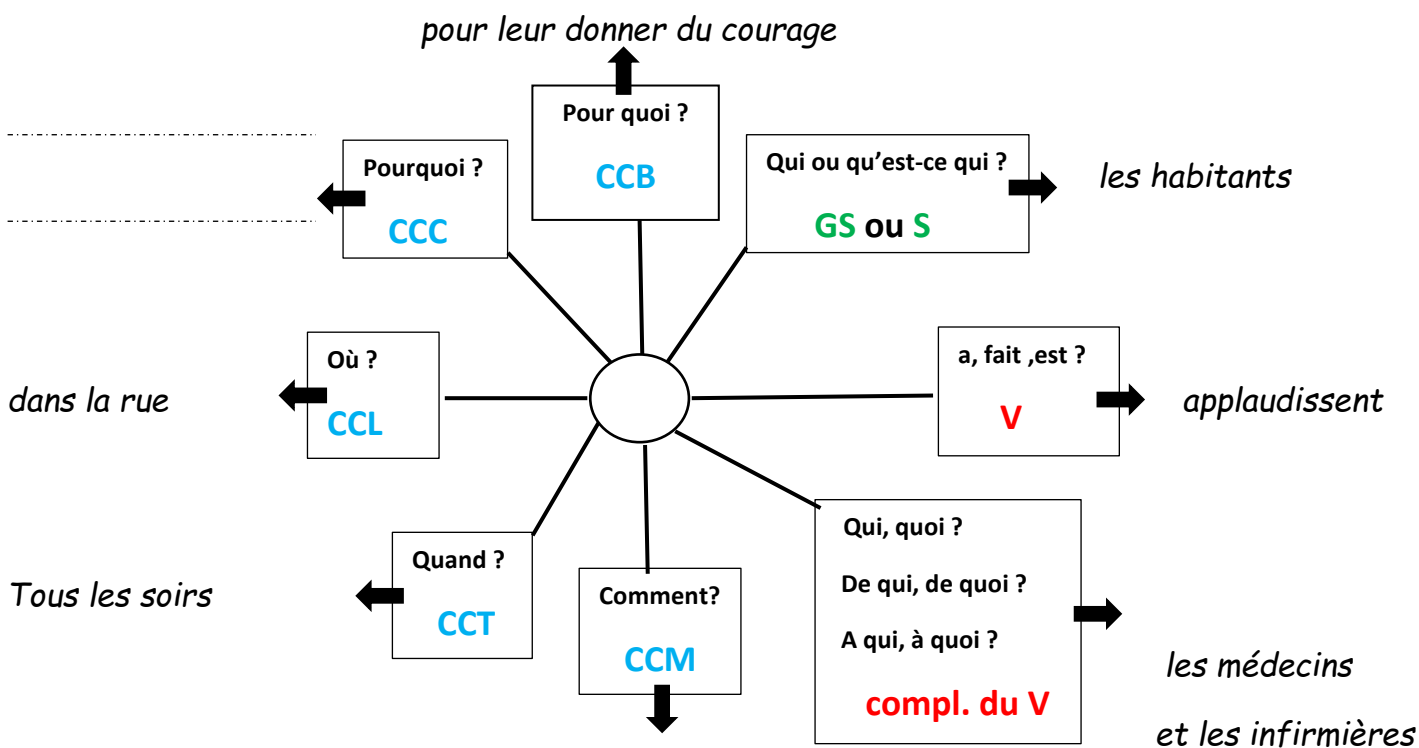 pour leur donner du courage
Pour quoi ?
CCB
Pourquoi ?
CCC
Qui ou qu’est-ce qui ?
GS ou S
les habitants
Où ?
CCL
dans la rue
a, fait ,est ?
V
applaudissent
Quand ?
CCT
Tous les soirs
Comment?
CCM
Qui, quoi ?
De qui, de quoi ?
A qui, à quoi ?
compl. du V
les médecins
et les infirmières